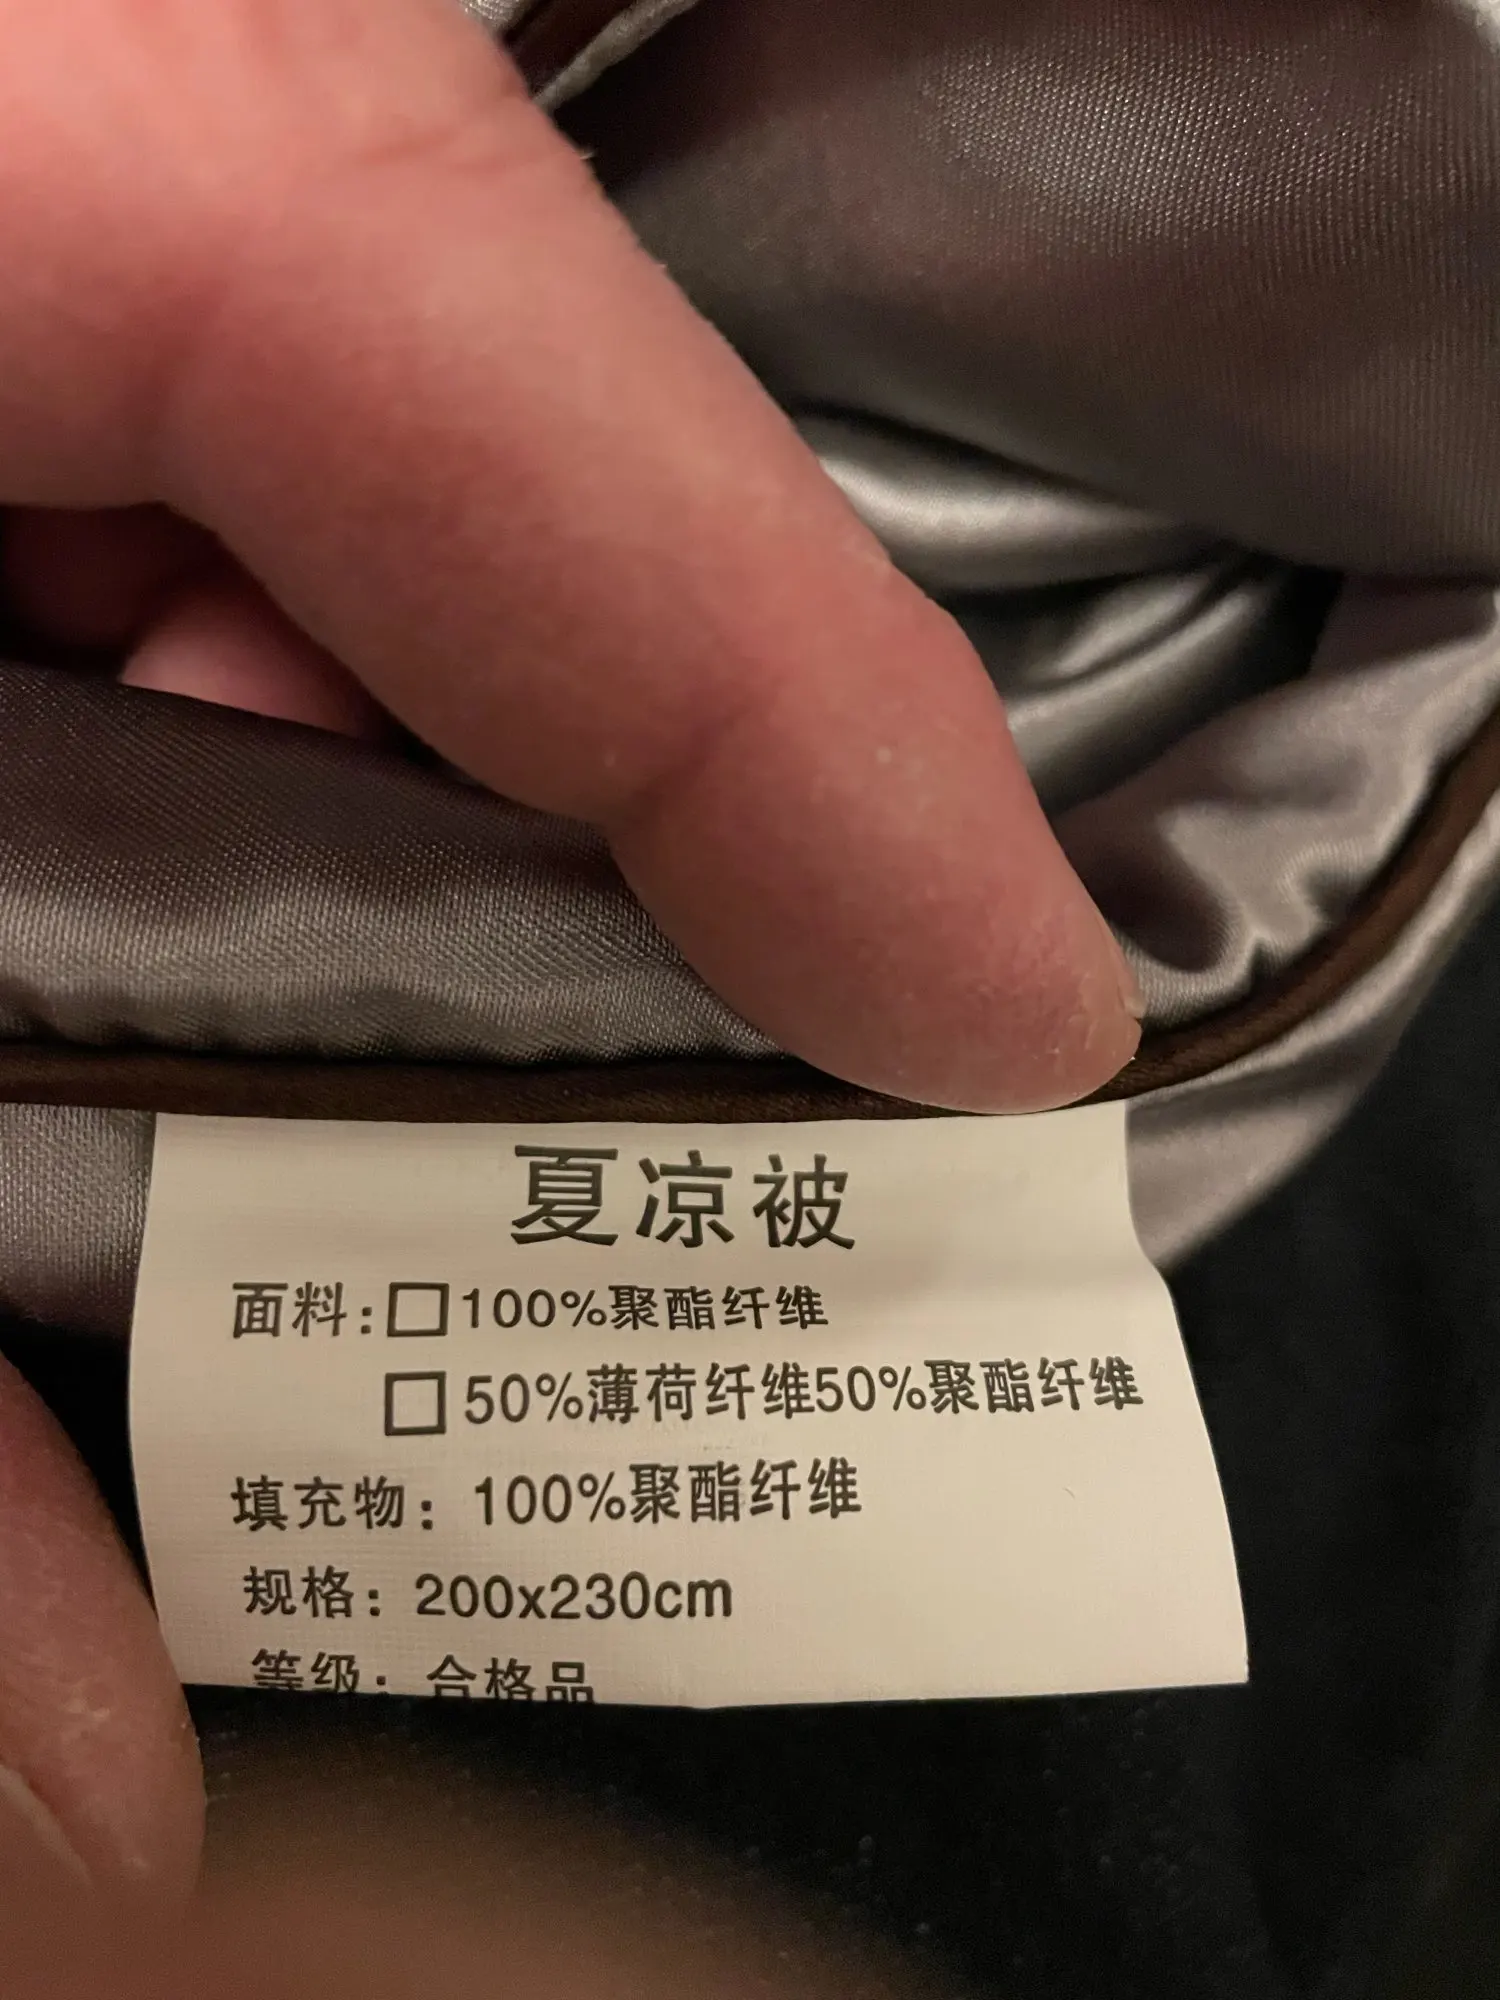 夏凉被
面料:□100%聚酯纤维
□50%薄荷纤维50%聚酯纤维
填充物:100%聚酯纤维
规格:200x230cm
等级:合格品